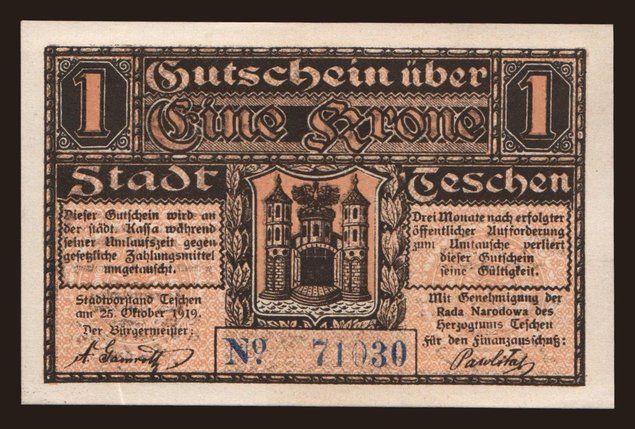 1 Gutschein über 1
Eine Krone
Stadt Teschen
Dieser Gutschein wird an
der städt. Kassa während
seiner Umlaufszeit gegen
gesetzliche Zahlungsmittel
umgetauscht.
Stadtvorstand Teschen
am 25. Oktober 1919.
Der Bürgermeister:
Drei Monate nach erfolgter
öffentlicher Aufforderung
zum Umtausche verliert
dieser Gutschein
seine Gültigkeit.
Mit Genehmigung der
Rada Narodowa des
Herzogtums Teschen
Für den Finanzausschuß:
No 71030